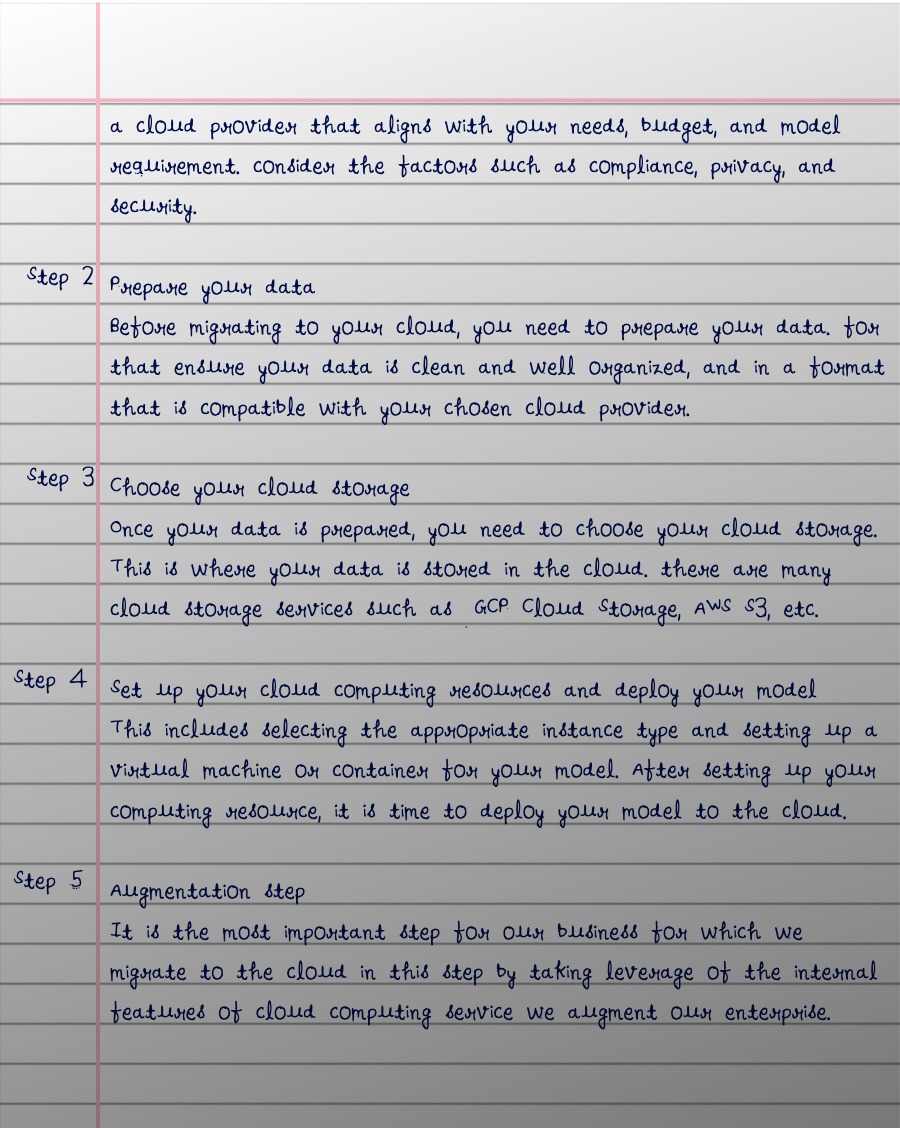 a cloud provider that aligns with your needs, budget, and model
requirement. consider the factors such as compliance, privacy, and
security.
Step 2 Prepare your data
Before migrating to your cloud, you need to prepare your data. for
that ensure your data is clean and well organized, and in a format
that is compatible with your chosen cloud provider.
Step 3 Choose your cloud storage
Once your data is prepared, you need to choose your cloud storage.
This is where your data is stored in the cloud. there are many
cloud storage services such as GCP Cloud Storage, AWS S3, etc.
Step 4 Set up your cloud computing resources and deploy your model
This includes selecting the appropriate instance type and setting up a
virtual machine or container for your model. After setting up your
computing resource, it is time to deploy your model to the cloud.
Step 5 Augmentation step
It is the most important step for our business for which we
migrate to the cloud in this step by taking leverage of the internal
features of cloud computing service we augment our enterprise.